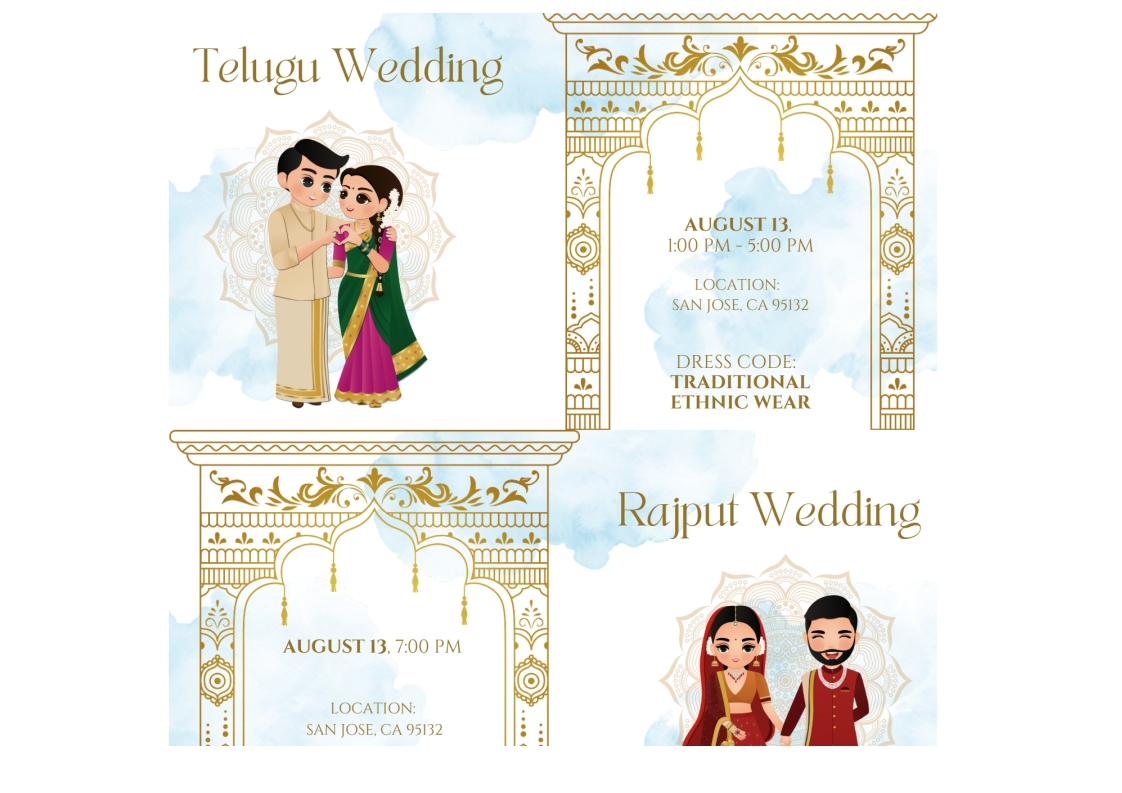 Telugu Wedding
AUGUST 13,
1:00 PM - 5:00 PM
LOCATION:
SAN JOSE, CA 95132
DRESS CODE:
TRADITIONAL
ETHNIC WEAR
Rajput Wedding
AUGUST 13, 7:00 PM
LOCATION:
SAN JOSE, CA 95132